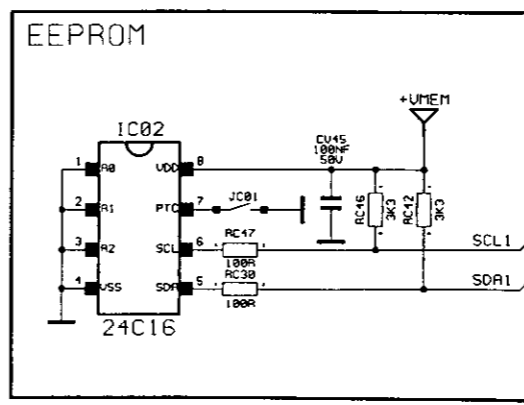 EEPROM
+VMEM
IC02
CV45
100NF
50V
1 A0 VDD 8
2 A1 PTC 7 JC01
3 A2 SCL 6 RC47 100R
4 VSS SDA 5 RC30 100R
RC46 3K3
RC42 3K3
SCL1
SDA1
24C16